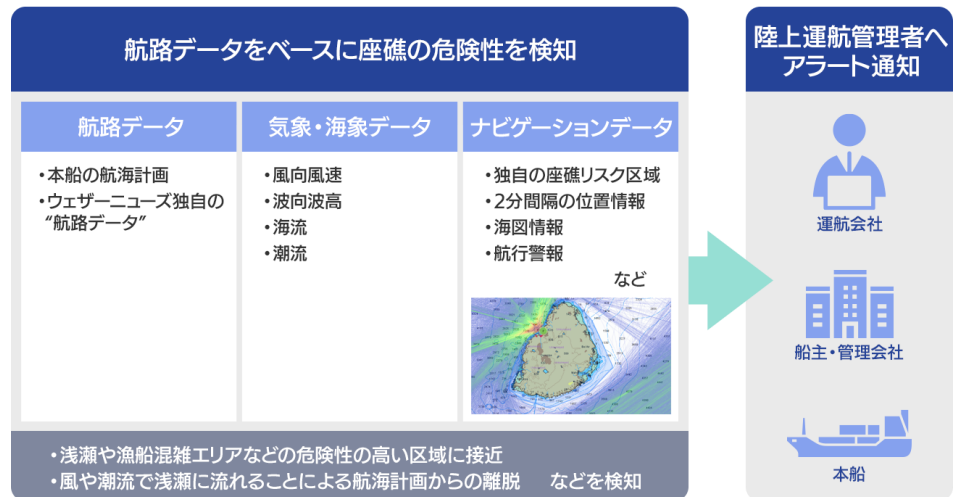 航路データをベースに座礁の危険性を検知
航路データ
・本船の航海計画
・ウェザーニューズ独自の
“航路データ”
気象・海象データ
・風向風速
・波向波高
・海流
・潮流
ナビゲーションデータ
・独自の座礁リスク区域
・2分間隔の位置情報
・海図情報
・航行警報
など
・浅瀬や漁船混雑エリアなどの危険性の高い区域に接近
・風や潮流で浅瀬に流れることによる航海計画からの離脱 などを検知
陸上運航管理者へ
アラート通知
運航会社
船主・管理会社
本船